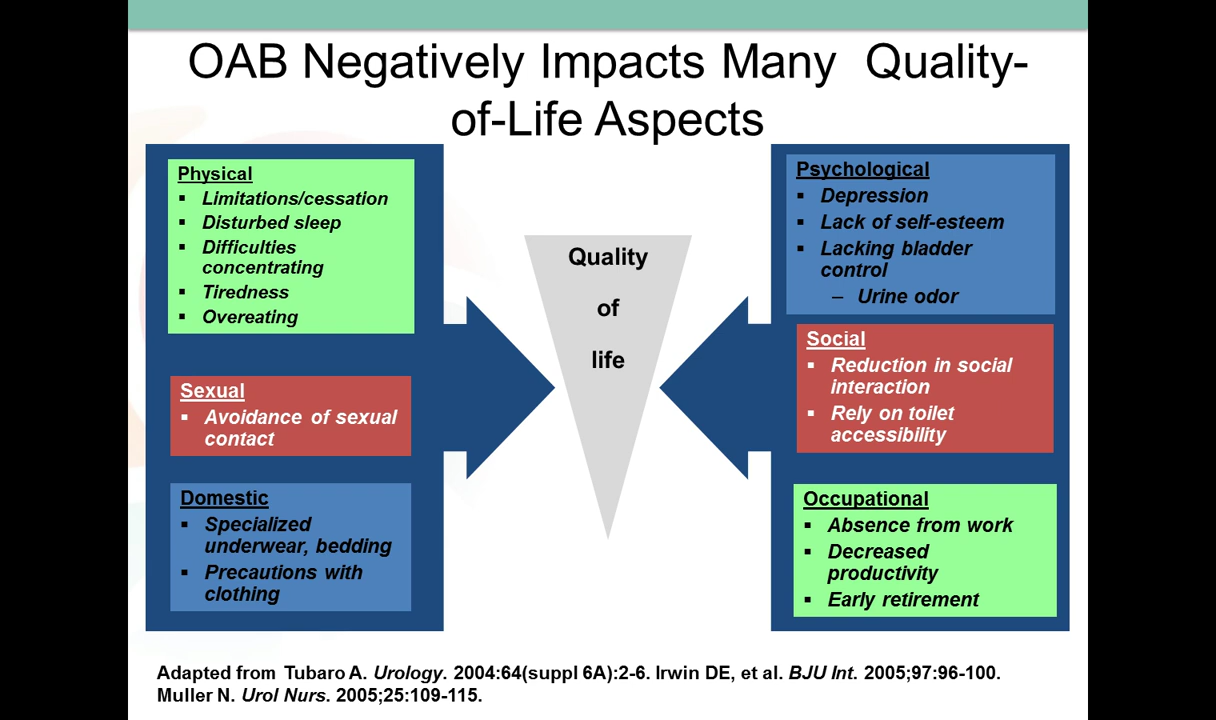 OAB Negatively Impacts Many Quality-
of-Life Aspects
Physical
▪ Limitations/cessation
▪ Disturbed sleep
▪ Difficulties
concentrating
▪ Tiredness
▪ Overeating
Sexual
▪ Avoidance of sexual
contact
Domestic
▪ Specialized
underwear, bedding
▪ Precautions with
clothing
Quality
of
life
Psychological
▪ Depression
▪ Lack of self-esteem
▪ Lacking bladder
control
– Urine odor
Social
▪ Reduction in social
interaction
▪ Rely on toilet
accessibility
Occupational
▪ Absence from work
▪ Decreased
productivity
▪ Early retirement
Adapted from Tubaro A. Urology. 2004:64(suppl 6A):2-6. Irwin DE, et al. BJU Int. 2005;97:96-100.
Muller N. Urol Nurs. 2005;25:109-115.